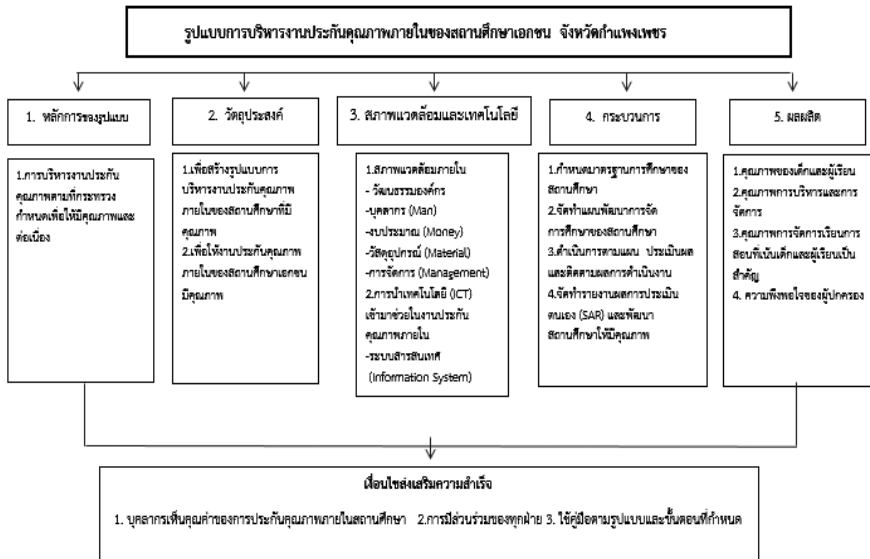 รูปแบบการบริหารงานประกันคุณภาพภายในของสถานศึกษาเอกชน จังหวัดกำแพงเพชร
1. หลักการของรูปแบบ
1.การบริหารงานประกัน
คุณภาพตามที่กระทรวง
กำหนดเพื่อให้มีคุณภาพและ
ต่อเนื่อง
2. วัตถุประสงค์
1.เพื่อสร้างรูปแบบการ
บริหารงานประกันคุณภาพ
ภายในของสถานศึกษาที่มี
คุณภาพ
2.เพื่อให้งานประกันคุณภาพ
ภายในของสถานศึกษาเอกชน
มีคุณภาพ
3. สภาพแวดล้อมและเทคโนโลยี
1.สภาพแวดล้อมภายใน
- วัฒนธรรมองค์กร
-บุคลากร (Man)
-งบประมาณ (Money)
-วัสดุอุปกรณ์ (Material)
-การจัดการ (Management)
2.การนำเทคโนโลยี (ICT)
เข้ามาช่วยในงานประกัน
คุณภาพภายใน
-ระบบสารสนเทศ
(Information System)
4. กระบวนการ
1.กำหนดมาตรฐานการศึกษาของ
สถานศึกษา
2.จัดทำแผนพัฒนาการจัด
การศึกษาของสถานศึกษา
3.ดำเนินการตามแผน ประเมินผล
และติดตามผลการดำเนินงาน
4.จัดทำรายงานผลการประเมิน
ตนเอง (SAR) และพัฒนา
สถานศึกษาให้มีคุณภาพ
5. ผลผลิต
1.คุณภาพของเด็กและผู้เรียน
2.คุณภาพการบริหารและการ
จัดการ
3.คุณภาพการจัดการเรียนการ
สอนที่เน้นเด็กและผู้เรียนเป็น
สำคัญ
4. ความพึงพอใจของผู้ปกครอง
เงื่อนไขส่งเสริมความสำเร็จ
1. บุคลากรเห็นคุณค่าของการประกันคุณภาพภายในสถานศึกษา 2.การมีส่วนร่วมของทุกฝ่าย 3. ใช้คู่มือตามรูปแบบและขั้นตอนที่กำหนด